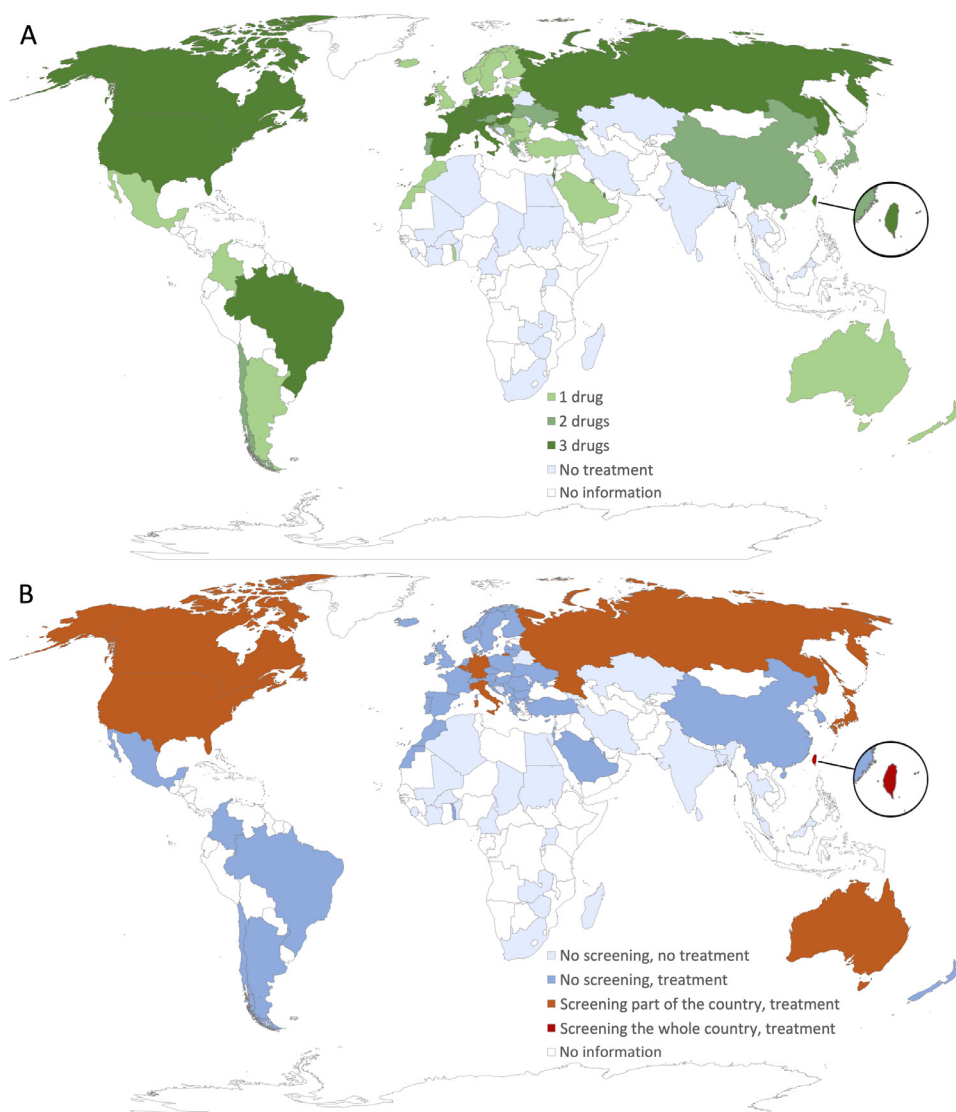 A
1 drug
2 drugs
3 drugs
No treatment
No information
B
No screening, no treatment
No screening, treatment
Screening part of the country, treatment
Screening the whole country, treatment
No information